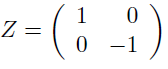 Z = ( 1 0
0 −1 )